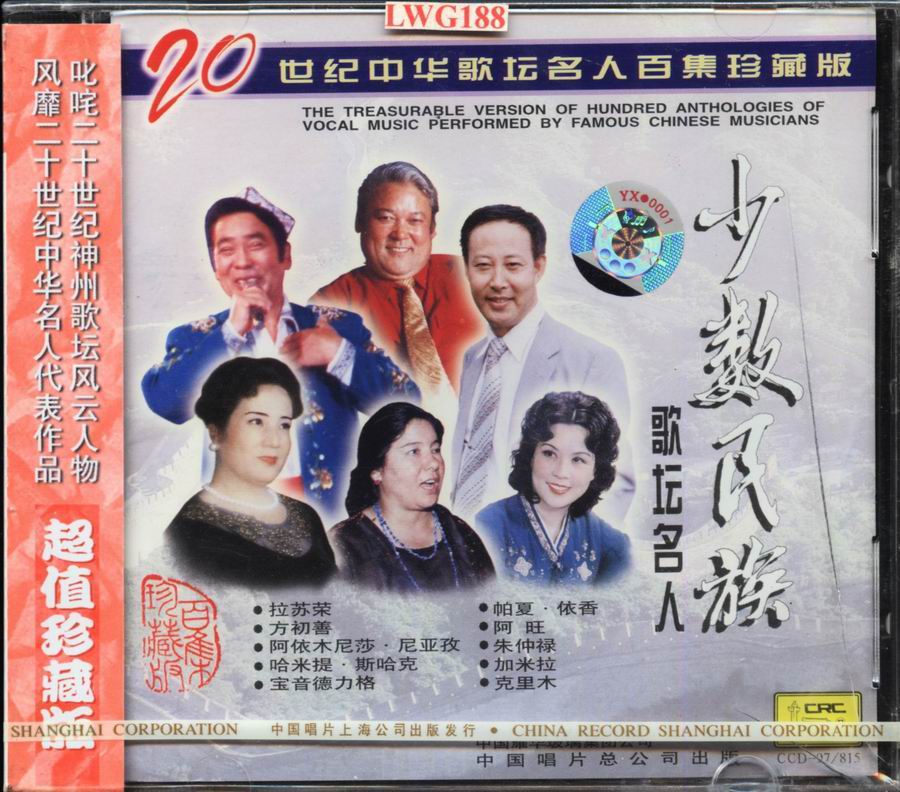 LWG188
叱咤二十世纪神州歌坛风云人物
风靡二十世纪中华名人代表作品
超值珍藏版
20世纪中华歌坛名人百集珍藏版
THE TREASURABLE VERSION OF HUNDRED ANTHOLOGIES OF
VOCAL MUSIC PERFORMED BY FAMOUS CHINESE MUSICIANS
YX●0001
少数民族
歌坛名人
百集
珍藏版
●拉苏荣
●方初善
●阿依木尼莎·尼亚孜
●哈米提·斯哈克
●宝音德力格
●帕夏·依香
●阿旺
●朱仲禄
●加米拉
●克里木
CRC
SHANGHAI CORPORATION 中国唱片上海公司出版发行 • CHINA RECORD SHANGHAI CORPORATION
中国唱片总公司出版
CCD-97/815